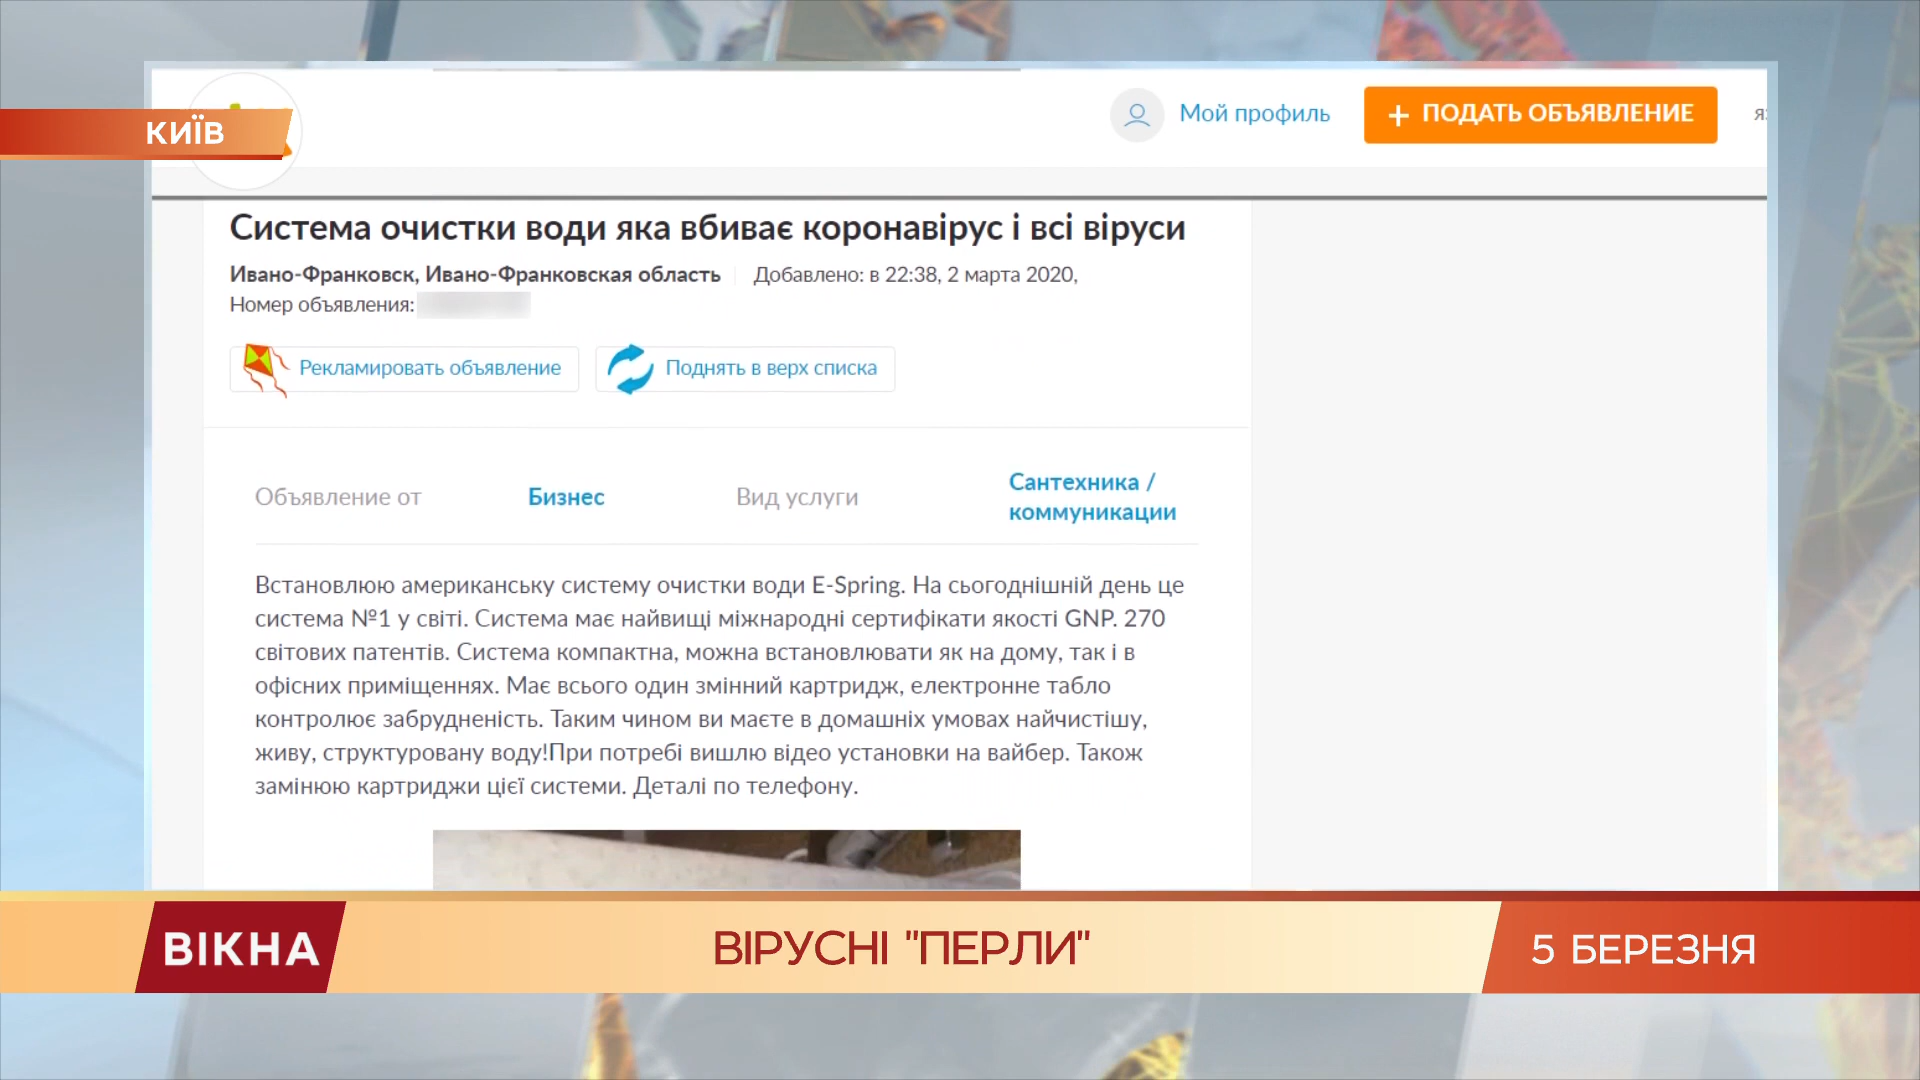 Мой профиль
+ ПОДАТЬ ОБЪЯВЛЕНИЕ
КИЇВ
Система очистки води яка вбиває коронавірус і всі віруси
Ивано-Франковск, Ивано-Франковская область
Добавлено: в 22:38, 2 марта 2020,
Номер объявления:
Рекламировать объявление
Поднять в верх списка
Объявление от
Бизнес
Вид услуги
Сантехника /
коммуникации
Встановлюю американську систему очистки води E-Spring. На сьогоднішній день це
система №1 у світі. Система має найвищі міжнародні сертифікати якості GNP. 270
світових патентів. Система компактна, можна встановлювати як на дому, так і в
офісних приміщеннях. Має всього один змінний картридж, електронне табло
контролює забрудненість. Таким чином ви маєте в домашніх умовах найчистішу,
живу, структуровану воду!При потребі вишлю відео установки на вайбер. Також
замінюю картриджи цієї системи. Деталі по телефону.
ВІКНА
ВІРУСНІ "ПЕРЛИ"
5 БЕРЕЗНЯ